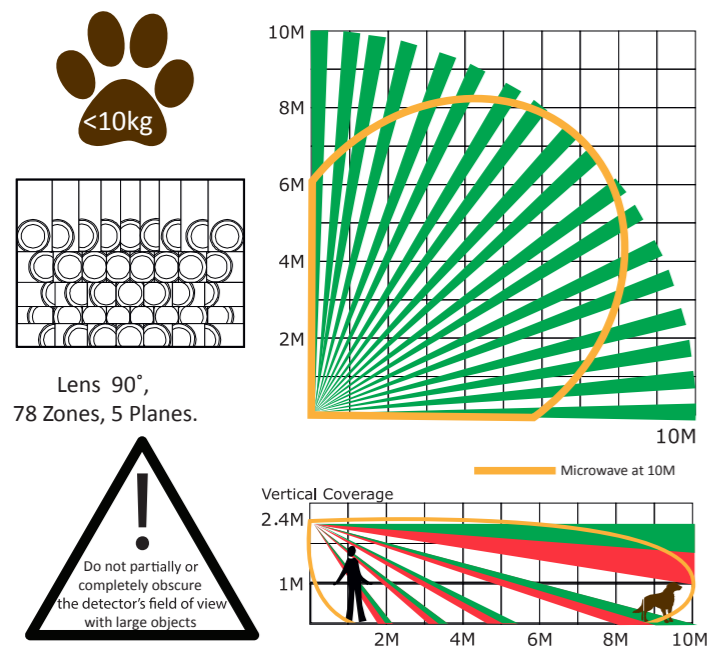 <10kg
Lens 90˚,
78 Zones, 5 Planes.
Do not partially or
completely obscure
the detector's field of view
with large objects
10M
8M
6M
4M
2M
10M
Microwave at 10M
Vertical Coverage
2.4M
1M
2M 4M 6M 8M 10M